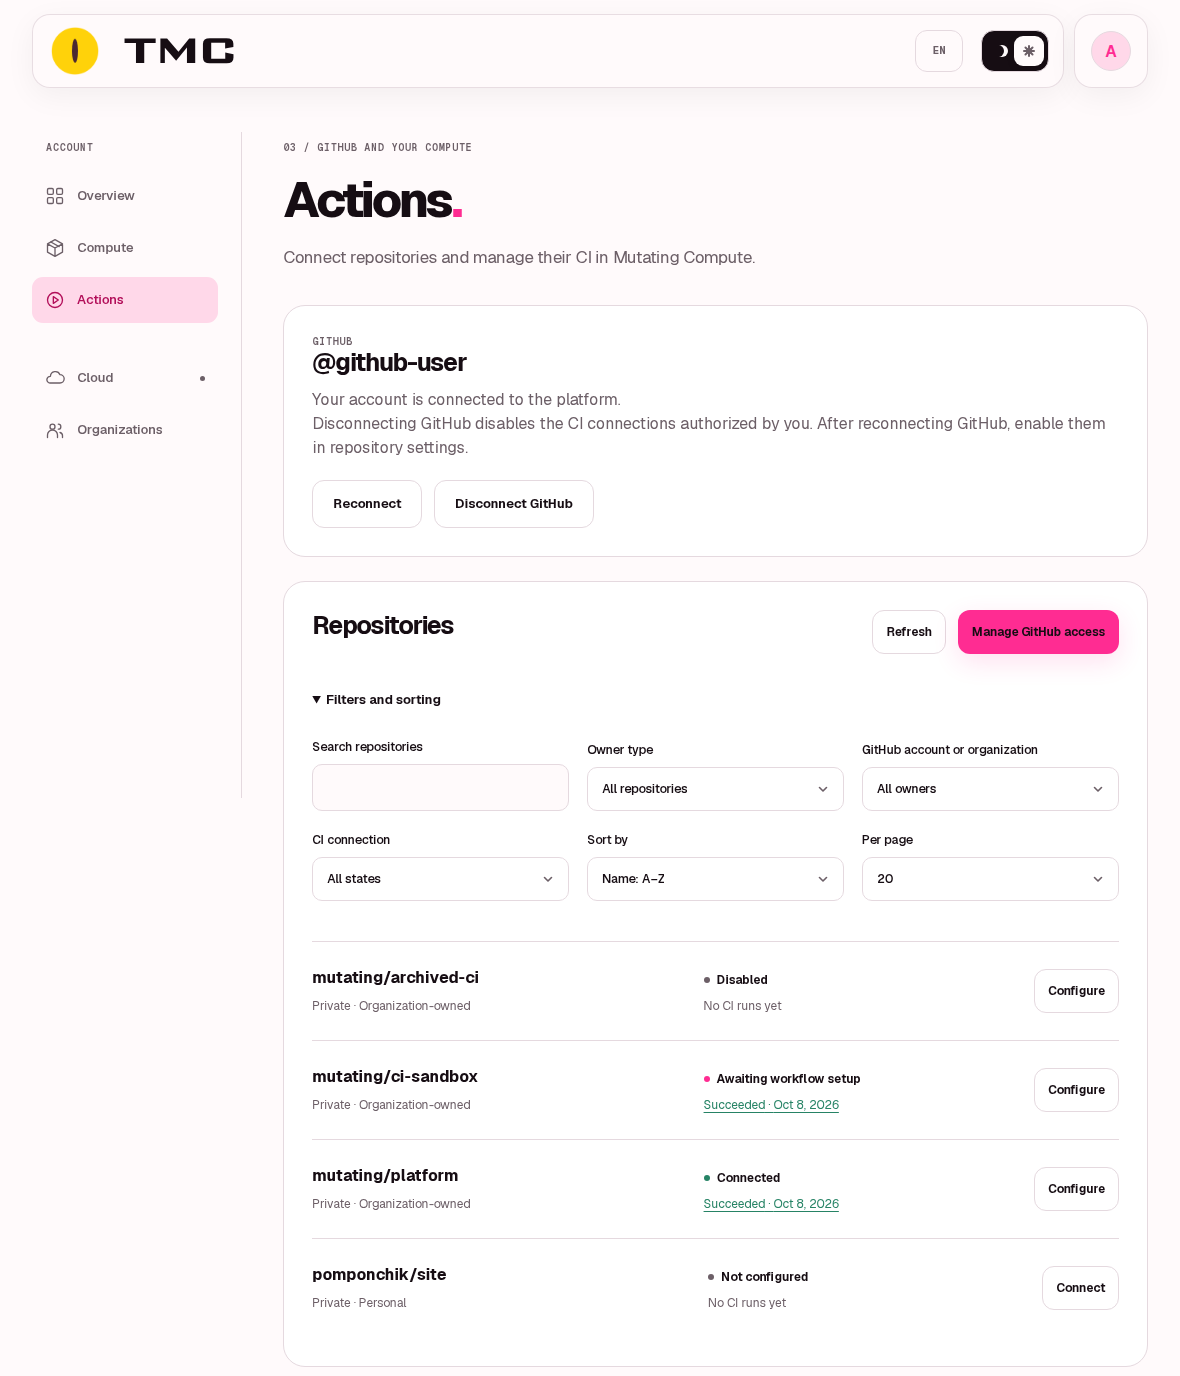 TMC
EN
A
ACCOUNT
Overview
Compute
Actions
Cloud
Organizations
03 / GITHUB AND YOUR COMPUTE
Actions.
Connect repositories and manage their CI in Mutating Compute.
GITHUB
@github-user
Your account is connected to the platform.
Disconnecting GitHub disables the CI connections authorized by you. After reconnecting GitHub, enable them
in repository settings.
Reconnect
Disconnect GitHub
Repositories
Refresh
Manage GitHub access
Filters and sorting
Search repositories
Owner type
All repositories
GitHub account or organization
All owners
CI connection
All states
Sort by
Name: A–Z
Per page
20
mutating/archived-ci
Private · Organization-owned
Disabled
No CI runs yet
Configure
mutating/ci-sandbox
Private · Organization-owned
Awaiting workflow setup
Succeeded · Oct 8, 2026
Configure
mutating/platform
Private · Organization-owned
Connected
Succeeded · Oct 8, 2026
Configure
pomponchik/site
Private · Personal
Not configured
No CI runs yet
Connect